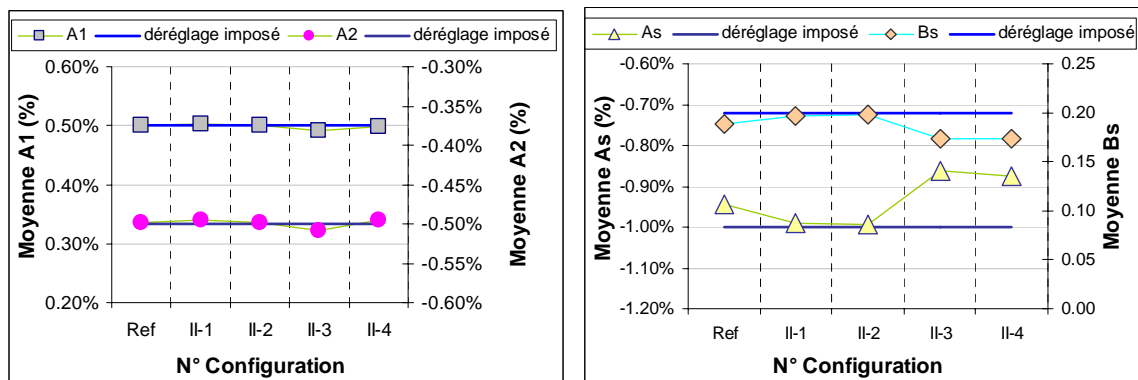 A1 déréglage imposé A2 déréglage imposé
0.60%
0.50%
0.40%
0.30%
0.20%
Moyenne A1 (%)
-0.30%
-0.35%
-0.40%
-0.45%
-0.50%
-0.55%
-0.60%
Moyenne A2 (%)
Ref II-1 II-2 II-3 II-4
N° Configuration
As déréglage imposé Bs déréglage imposé
-0.60%
-0.70%
-0.80%
-0.90%
-1.00%
-1.10%
-1.20%
Moyenne As (%)
0.25
0.20
0.15
0.10
0.05
0.00
Moyenne Bs
Ref II-1 II-2 II-3 II-4
N° Configuration